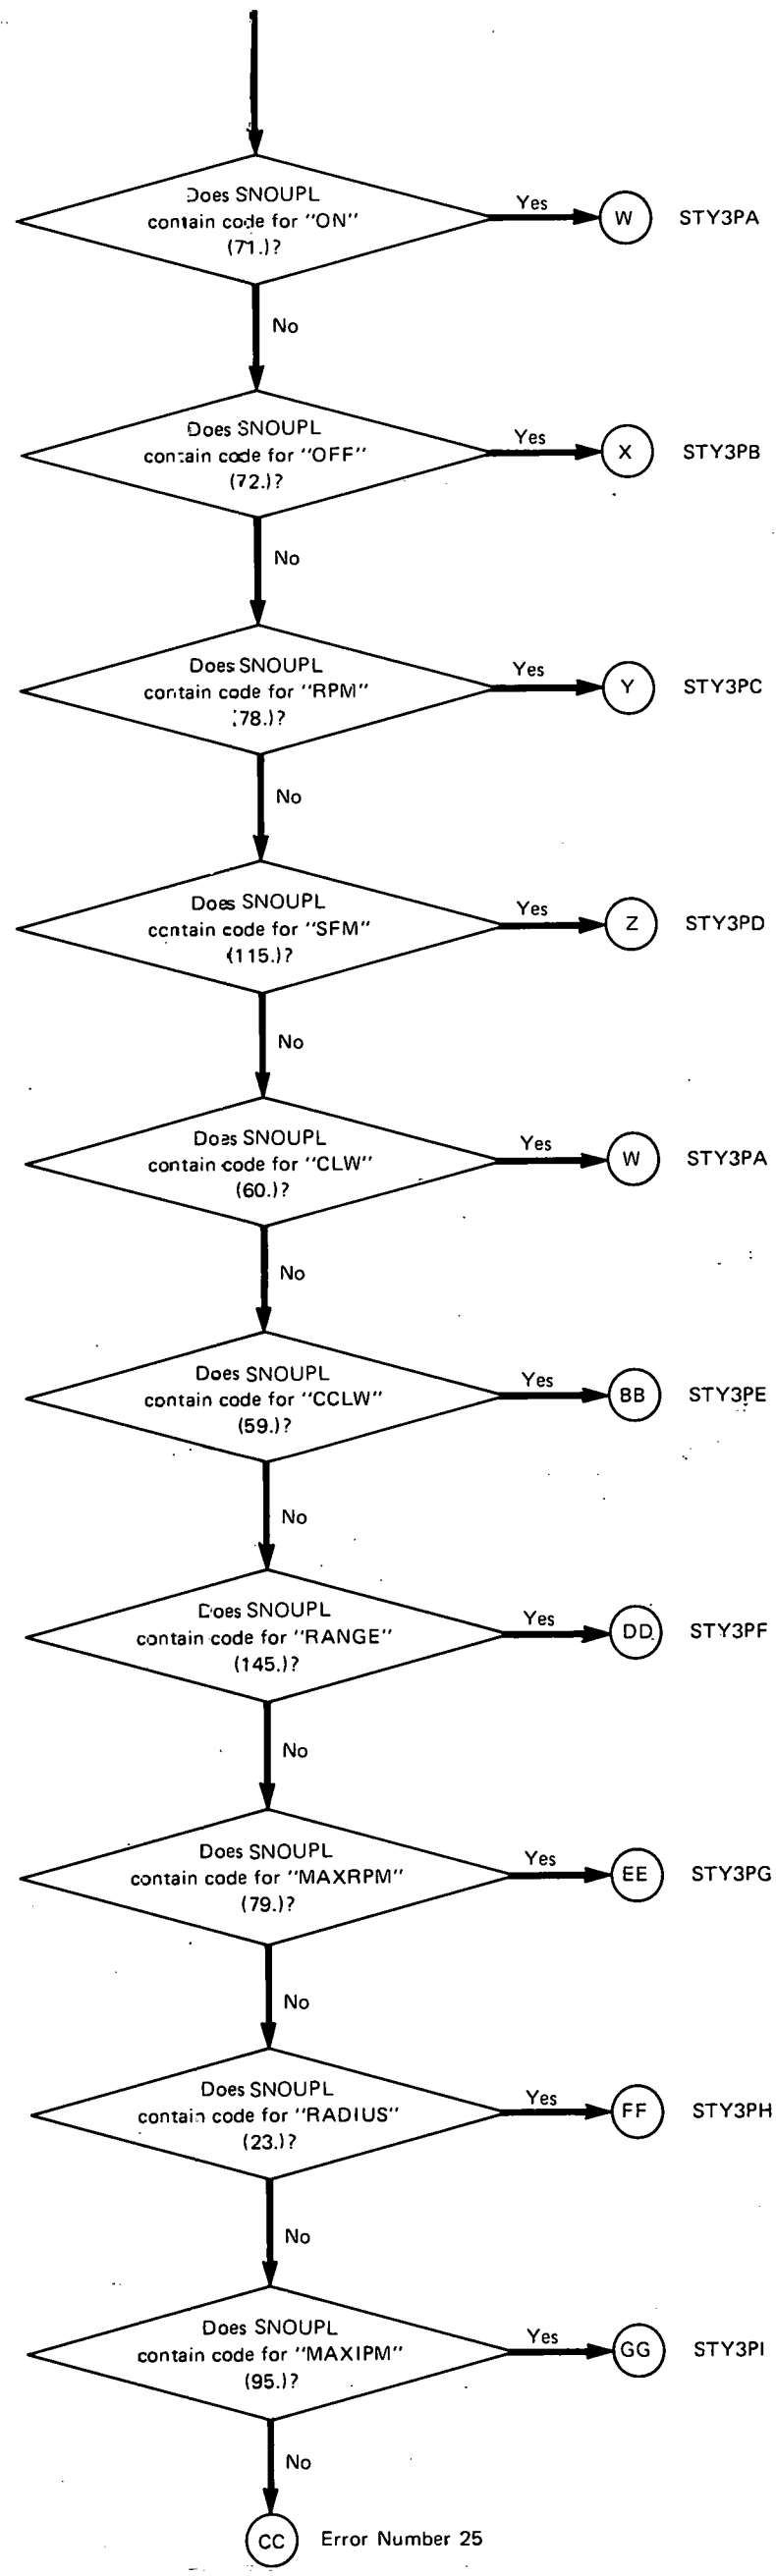 Does SNOUPL
contain code for "ON"
(71.)?
Yes
W
STY3PA
No
Does SNOUPL
contain code for "OFF"
(72.)?
Yes
X
STY3PB
No
Does SNOUPL
contain code for "RPM"
(78.)?
Yes
Y
STY3PC
No
Does SNOUPL
contain code for "SFM"
(115.)?
Yes
Z
STY3PD
No
Does SNOUPL
contain code for "CLW"
(60.)?
Yes
W
STY3PA
No
Does SNOUPL
contain code for "CCLW"
(59.)?
Yes
BB
STY3PE
No
Does SNOUPL
contain code for "RANGE"
(145.)?
Yes
DD
STY3PF
No
Does SNOUPL
contain code for "MAXRPM"
(79.)?
Yes
EE
STY3PG
No
Does SNOUPL
contain code for "RADIUS"
(23.)?
Yes
FF
STY3PH
No
Does SNOUPL
contain code for "MAXIPM"
(95.)?
Yes
GG
STY3PI
No
CC
Error Number 25